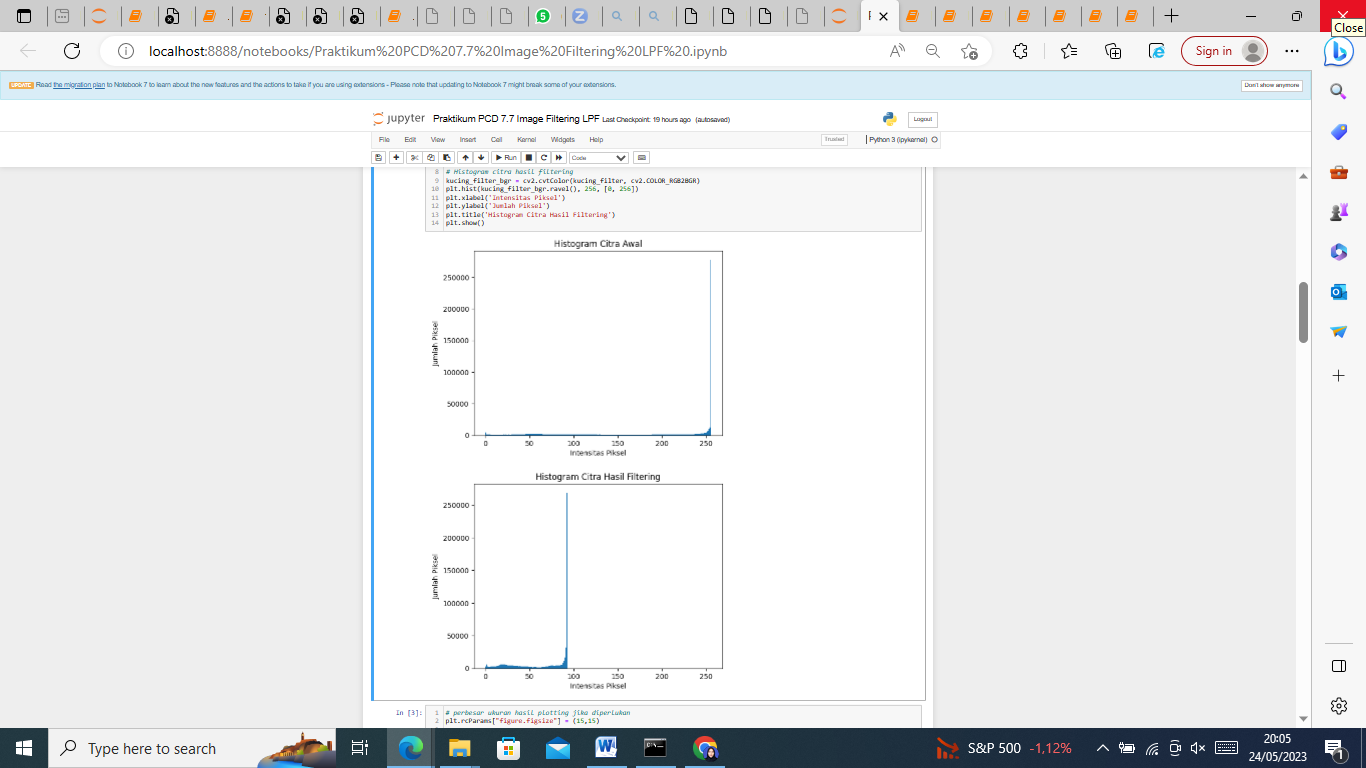 Close
localhost:8888/notebooks/Praktikum%20PCD%207.7%20Image%20Filtering%20LPF%20.ipynb
Sign in
UPDATE Read the migration plan to Notebook 7 to learn about the new features and the actions to take if you are using extensions - Please note that updating to Notebook 7 might break some of your extensions.
Don't show anymore
jupyter Praktikum PCD 7.7 Image Filtering LPF Last Checkpoint: 19 hours ago (autosaved)
Logout
File Edit View Insert Cell Kernel Widgets Help
Trusted
Python 3 (ipykernel)
Run
Code
8 # Histogram citra hasil filtering
9 kucing_filter_bgr = cv2.cvtColor(kucing_filter, cv2.COLOR_RGB2BGR)
10 plt.hist(kucing_filter_bgr.ravel(), 256, [0, 256])
11 plt.xlabel('Intensitas Piksel')
12 plt.ylabel('Jumlah Piksel')
13 plt.title('Histogram Citra Hasil Filtering')
14 plt.show()
Histogram Citra Awal
250000
200000
150000
100000
50000
0
Jumlah Piksel
0 50 100 150 200 250
Intensitas Piksel
Histogram Citra Hasil Filtering
250000
200000
150000
100000
50000
0
Jumlah Piksel
0 50 100 150 200 250
Intensitas Piksel
In [3]:
1 # perbesar ukuran hasil plotting jika diperlukan
2 plt.rcParams["figure.figsize"] = (15,15)
Type here to search
S&P 500 -1,12%
20:05
24/05/2023
1